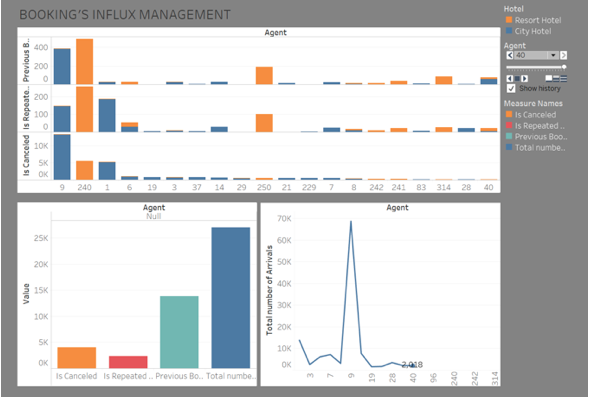 BOOKING'S INFLUX MANAGEMENT
Hotel
Resort Hotel
City Hotel
Agent
40
Show history
Measure Names
Is Canceled
Is Repeated ..
Previous Boo..
Total numbe..
Agent
Previous B..
400
200
0
Is Repeate..
200
100
0
Is Canceled
10K
5K
0K
9 240 1 6 19 3 37 14 29 250 21 229 7 8 242 241 83 314 28 40
Agent
Null
Value
25K
20K
15K
10K
5K
0K
Is Canceled Is Repeated .. Previous Bo.. Total numbe..
Agent
Total number of Arrivals
70K
60K
50K
40K
30K
20K
10K
0K
2,018
3 7 9 19 28 40 96 240 242 314